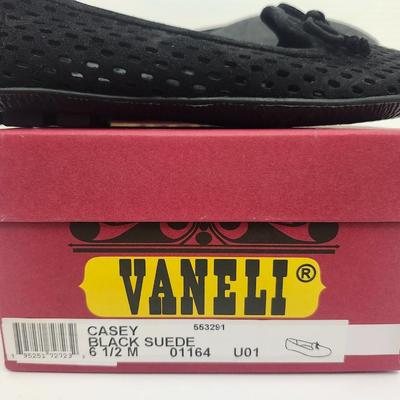 VANELI ®
CASEY 553291
BLACK SUEDE
6 1/2 M 01164 U01